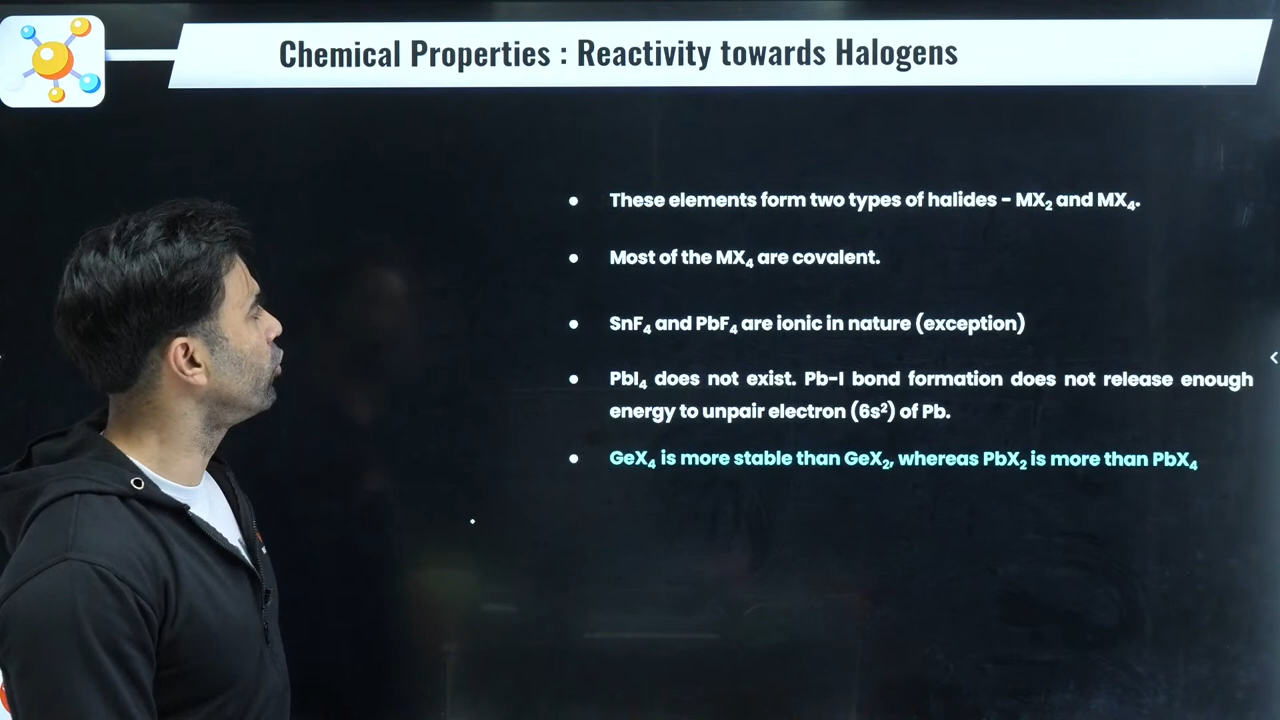 Chemical Properties : Reactivity towards Halogens
• These elements form two types of halides - MX₂ and MX₄.
• Most of the MX₄ are covalent.
• SnF₄ and PbF₄ are ionic in nature (exception)
• PbI₄ does not exist. Pb-I bond formation does not release enough
energy to unpair electron (6s²) of Pb.
• GeX₄ is more stable than GeX₂, whereas PbX₂ is more than PbX₄